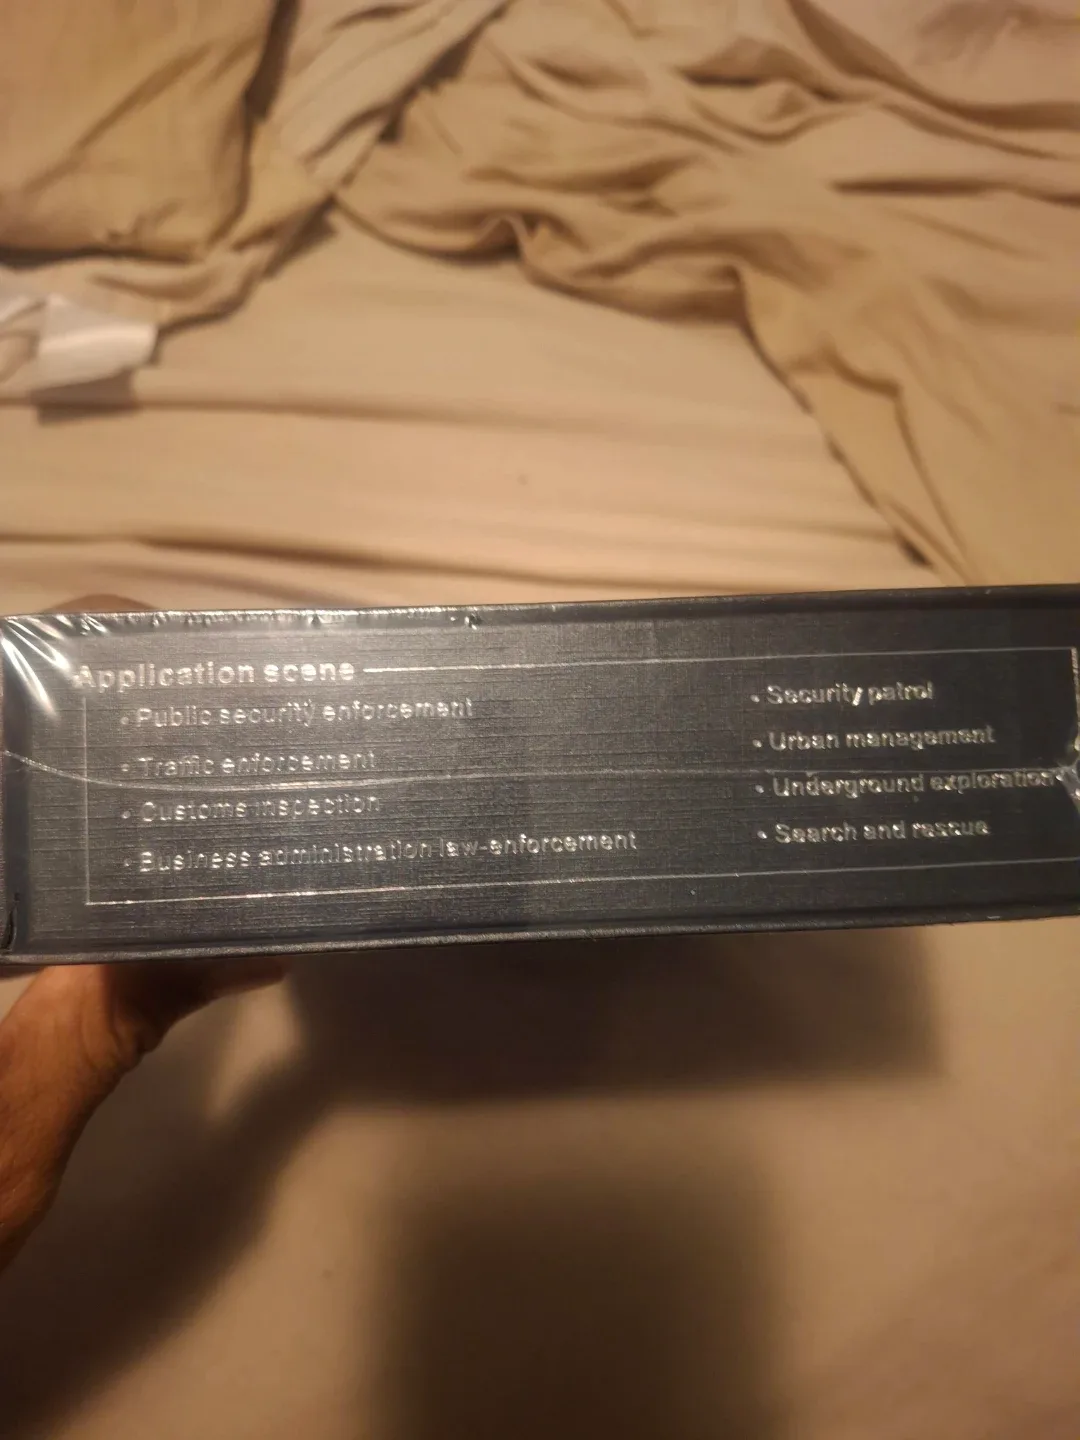 Application scene
• Public security enforcement
• Traffic enforcement
• Customs inspection
• Business administration law-enforcement
• Security patrol
• Urban management
• Underground exploration
• Search and rescue